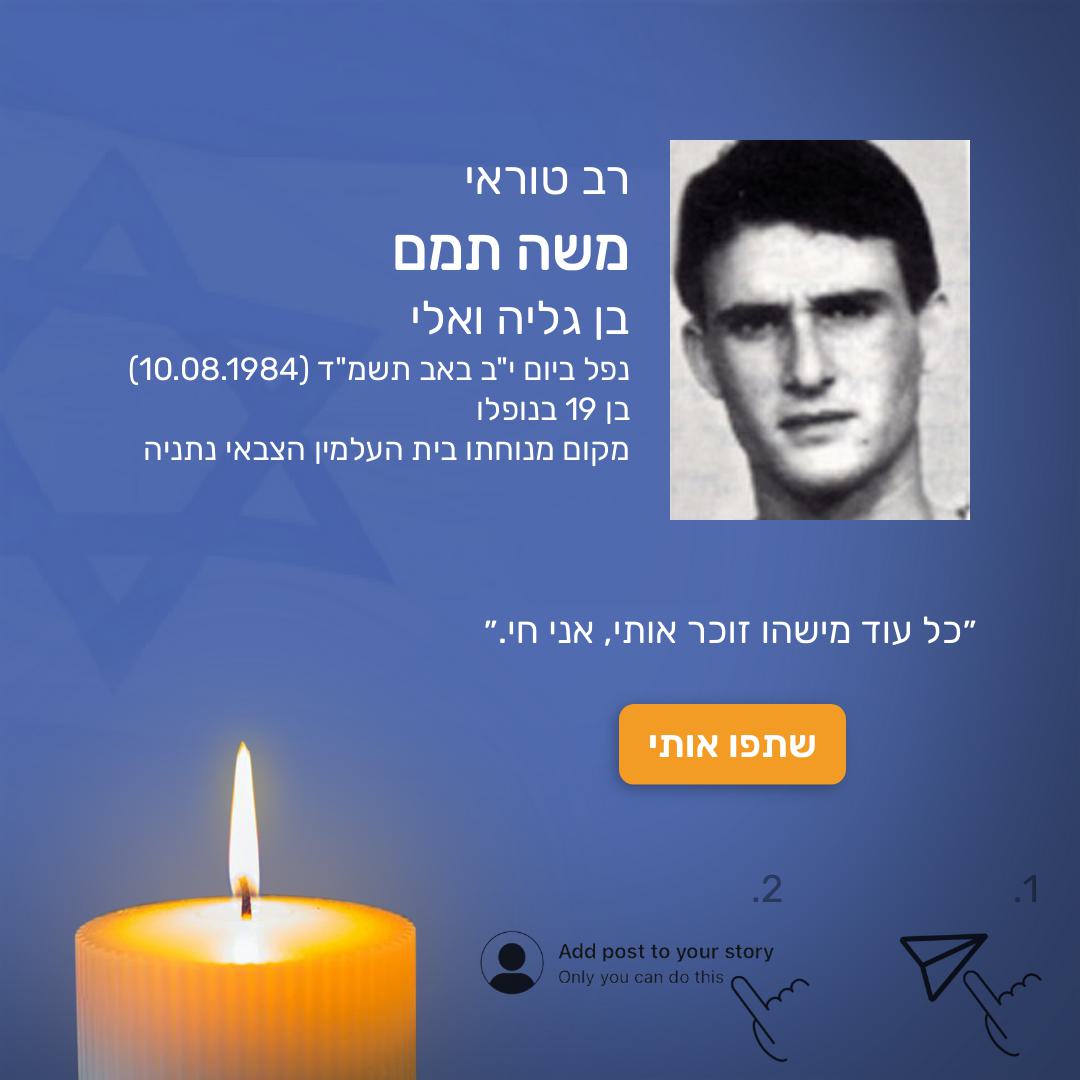 רב טוראי
משה תמם
בן גליה ואלי
נפל ביום י"ב באב תשמ"ד (10.08.1984)
בן 19 בנופלו
מקום מנוחתו בית העלמין הצבאי נתניה
״כל עוד מישהו זוכר אותי, אני חי.״
שתפו אותי
1.
2.
Add post to your story
Only you can do this